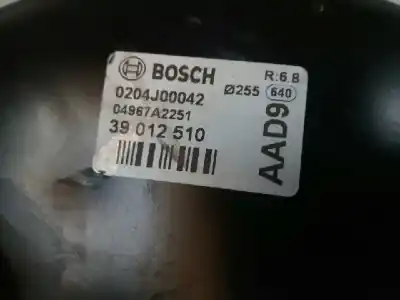 BOSCH R:6.8
0204J00042 Ø255 640
04967A2251
39 012 510
AAD9